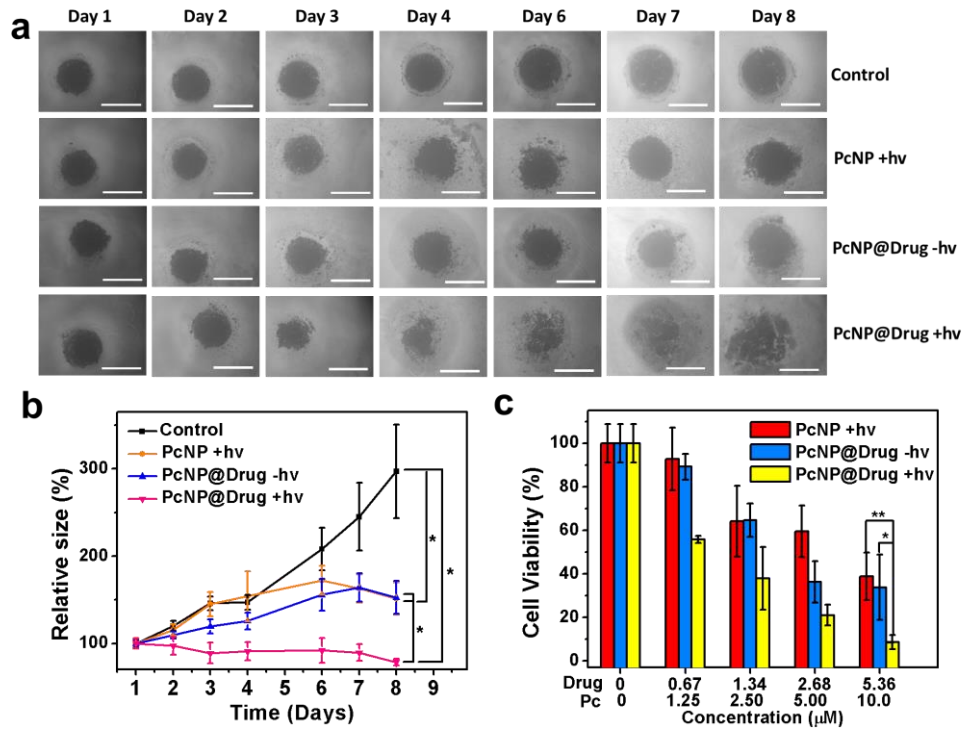 a
Day 1 Day 2 Day 3 Day 4 Day 6 Day 7 Day 8
Control
PcNP +hv
PcNP@Drug -hv
PcNP@Drug +hv
b
Relative size (%)
300
200
100
Control
PcNP +hv
PcNP@Drug -hv
PcNP@Drug +hv
*
*
*
1 2 3 4 5 6 7 8 9
Time (Days)
c
Cell Viability (%)
100
80
60
40
20
0
PcNP +hv
PcNP@Drug -hv
PcNP@Drug +hv
**
*
Drug 0 0.67 1.34 2.68 5.36
Pc 0 1.25 2.50 5.00 10.0
Concentration (μM)